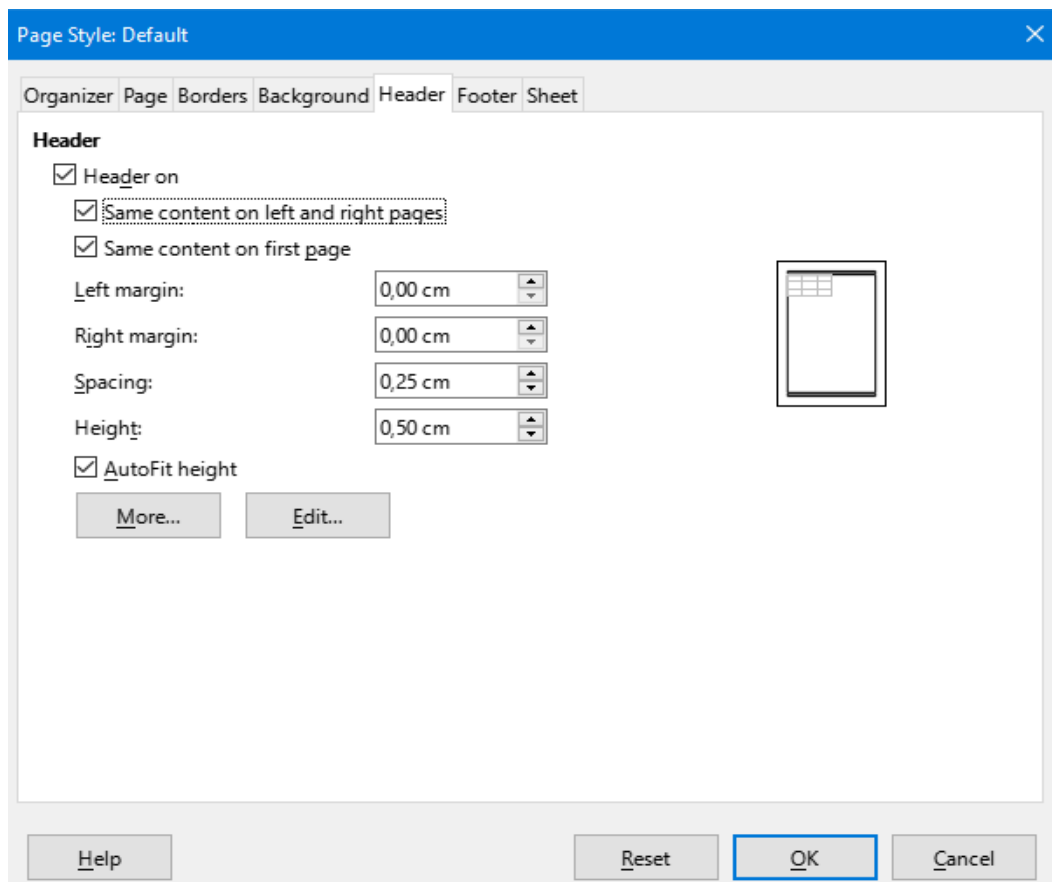 Page Style: Default
Organizer Page Borders Background Header Footer Sheet
Header
Header on
Same content on left and right pages
Same content on first page
Left margin: 0,00 cm
Right margin: 0,00 cm
Spacing: 0,25 cm
Height: 0,50 cm
AutoFit height
More... Edit...
Help Reset OK Cancel